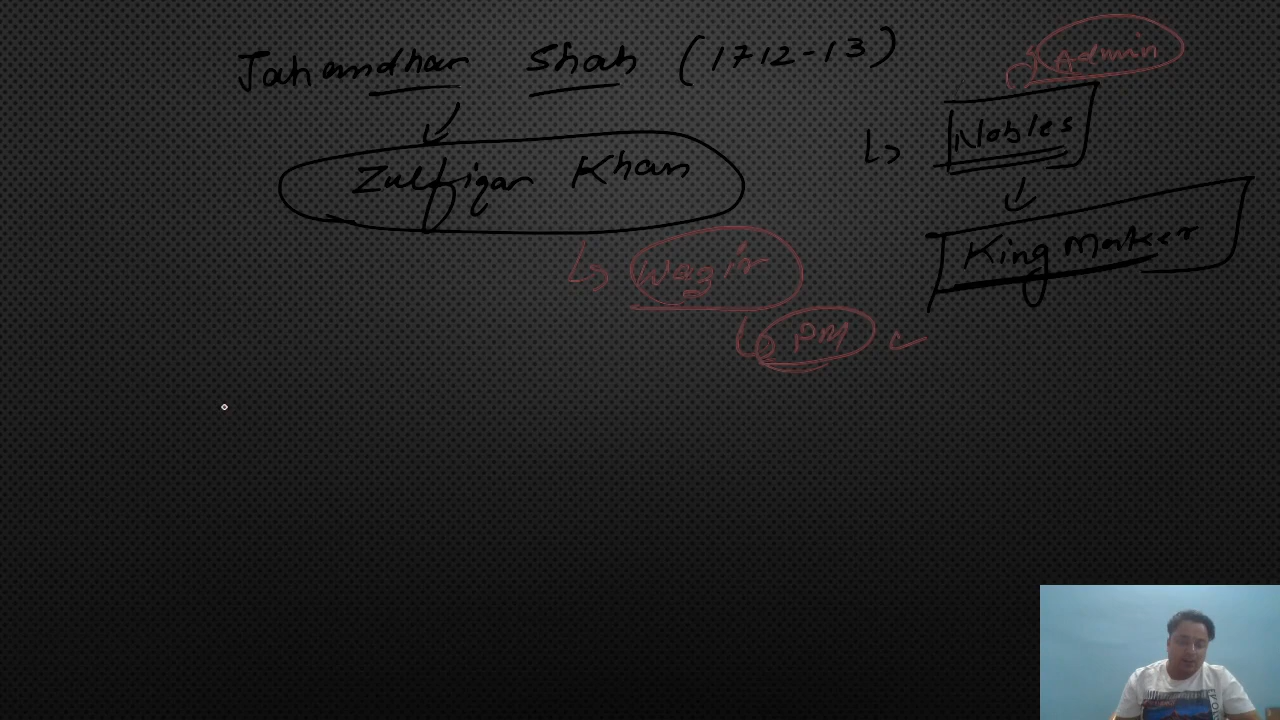 Jahandhar Shah (1712-13)
Zulfiqar Khan
Wazir
PM
Admin
Nobles
King Maker